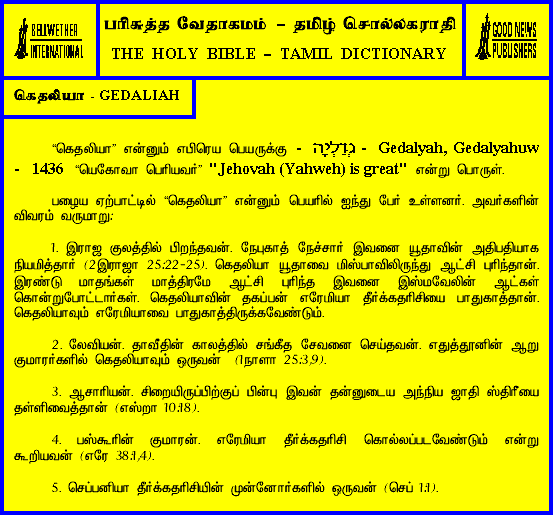 BELLWETHER
INTERNATIONAL
பரிசுத்த வேதாகமம் – தமிழ் சொல்லகராதி
THE HOLY BIBLE – TAMIL DICTIONARY
GOOD NEWS
PUBLISHERS
கெதலியா - GEDALIAH
“கெதலியா” என்னும் எபிரெய பெயருக்கு - גְּדַלְיָה - Gedalyah, Gedalyahuw
- 1436 “யெகோவா பெரியவர்” "Jehovah (Yahweh) is great" என்று பொருள்.
பழைய ஏற்பாட்டில் “கெதலியா” என்னும் பெயரில் ஐந்து பேர் உள்ளனர். அவர்களின்
விவரம் வருமாறு:
1. இராஜ குலத்தில் பிறந்தவன். நேபுகாத் நேச்சார் இவனை யூதாவின் அதிபதியாக
நியமித்தார் (2இராஜா 25:22-25). கெதலியா யூதாவை மிஸ்பாவிலிருந்து ஆட்சி புரிந்தான்.
இரண்டு மாதங்கள் மாத்திரமே ஆட்சி புரிந்த இவனை இஸ்மவேலின் ஆட்கள்
கொன்றுபோட்டார்கள். கெதலியாவின் தகப்பன் எரேமியா தீர்க்கதரிசியை பாதுகாத்தான்.
கெதலியாவும் எரேமியாவை பாதுகாத்திருக்கவேண்டும்.
2. லேவியன். தாவீதின் காலத்தில் சங்கீத சேவனை செய்தவன். எதுத்தூனின் ஆறு
குமாரர்களில் கெதலியாவும் ஒருவன் (1நாளா 25:3,9).
3. ஆசாரியன். சிறையிருப்பிற்குப் பின்பு இவன் தன்னுடைய அந்நிய ஜாதி ஸ்திரீயை
தள்ளிவைத்தான் (எஸ்றா 10:18).
4. பஸ்கூரின் குமாரன். எரேமியா தீர்க்கதரிசி கொல்லப்படவேண்டும் என்று
கூறியவன் (எரே 38:1,4).
5. செப்பனியா தீர்க்கதரிசியின் முன்னோர்களில் ஒருவன் (செப் 1:1).